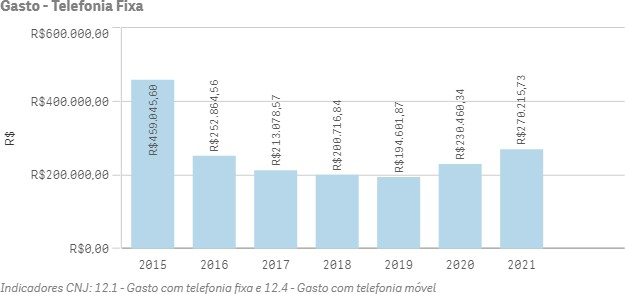 Gasto - Telefonia Fixa
R$600.000,00
R$400.000,00
R$200.000,00
R$0,00
R$
R$459.045,60
R$252.864,56
R$213.078,57
R$200.716,84
R$194.601,87
R$230.460,34
R$270.215,73
2015 2016 2017 2018 2019 2020 2021
Indicadores CNJ: 12.1 - Gasto com telefonia fixa e 12.4 - Gasto com telefonia móvel